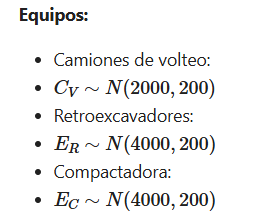 Equipos:
• Camiones de volteo:
• C_V ∼ N(2000, 200)
• Retroexcavadores:
• E_R ∼ N(4000, 200)
• Compactadora:
• E_C ∼ N(4000, 200)